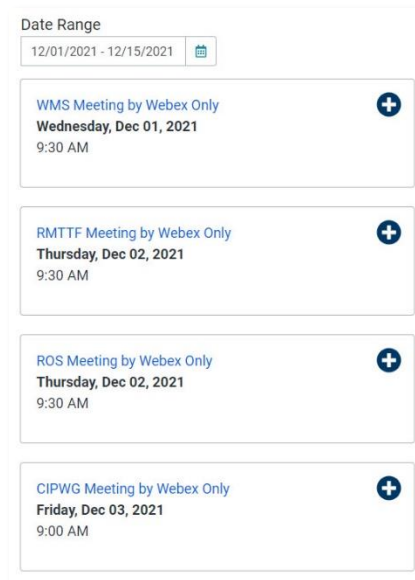 Date Range
12/01/2021 - 12/15/2021
WMS Meeting by Webex Only
Wednesday, Dec 01, 2021
9:30 AM
RMTTF Meeting by Webex Only
Thursday, Dec 02, 2021
9:30 AM
ROS Meeting by Webex Only
Thursday, Dec 02, 2021
9:30 AM
CIPWG Meeting by Webex Only
Friday, Dec 03, 2021
9:00 AM